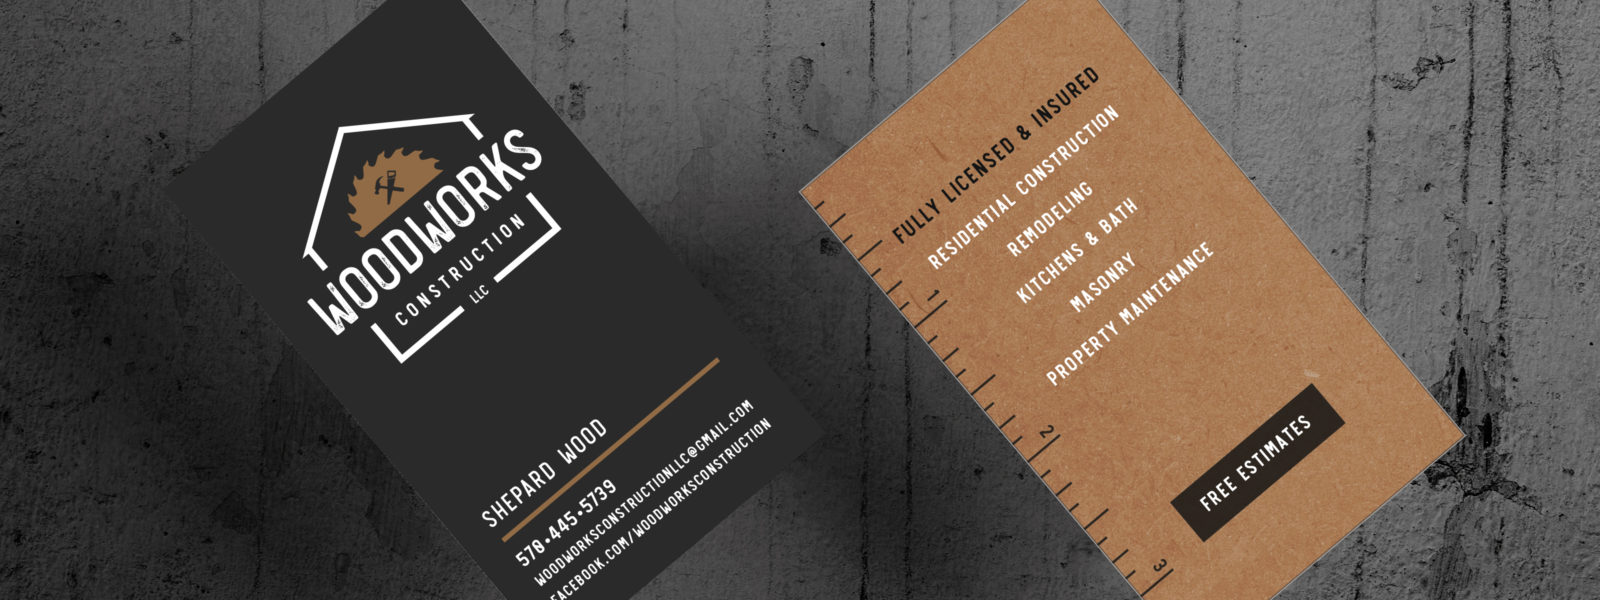 WOODWORKS
CONSTRUCTION
LLC
SHEPARD WOOD
570.445.5739
WOODWORKSCONSTRUCTIONLLC@GMAIL.COM
FACEBOOK.COM/WOODWORKSCONSTRUCTION
FULLY LICENSED & INSURED
RESIDENTIAL CONSTRUCTION
REMODELING
KITCHENS & BATH
MASONRY
PROPERTY MAINTENANCE
FREE ESTIMATES
1
2
3